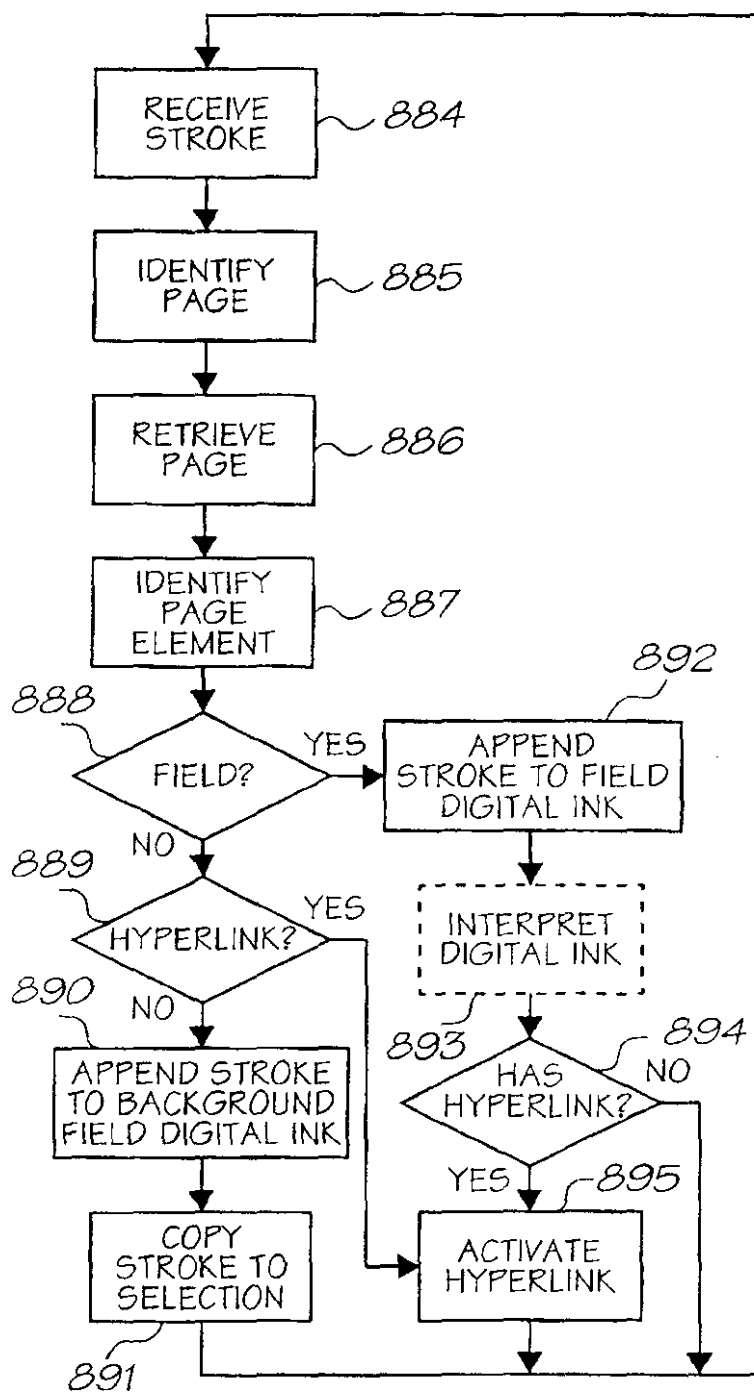 RECEIVE
STROKE
884
IDENTIFY
PAGE
885
RETRIEVE
PAGE
886
IDENTIFY
PAGE
ELEMENT
887
888
FIELD?
YES
NO
892
APPEND
STROKE TO FIELD
DIGITAL INK
889
HYPERLINK?
YES
NO
INTERPRET
DIGITAL INK
893
890
APPEND STROKE
TO BACKGROUND
FIELD DIGITAL INK
894
HAS
HYPERLINK?
NO
YES
895
COPY
STROKE TO
SELECTION
891
ACTIVATE
HYPERLINK